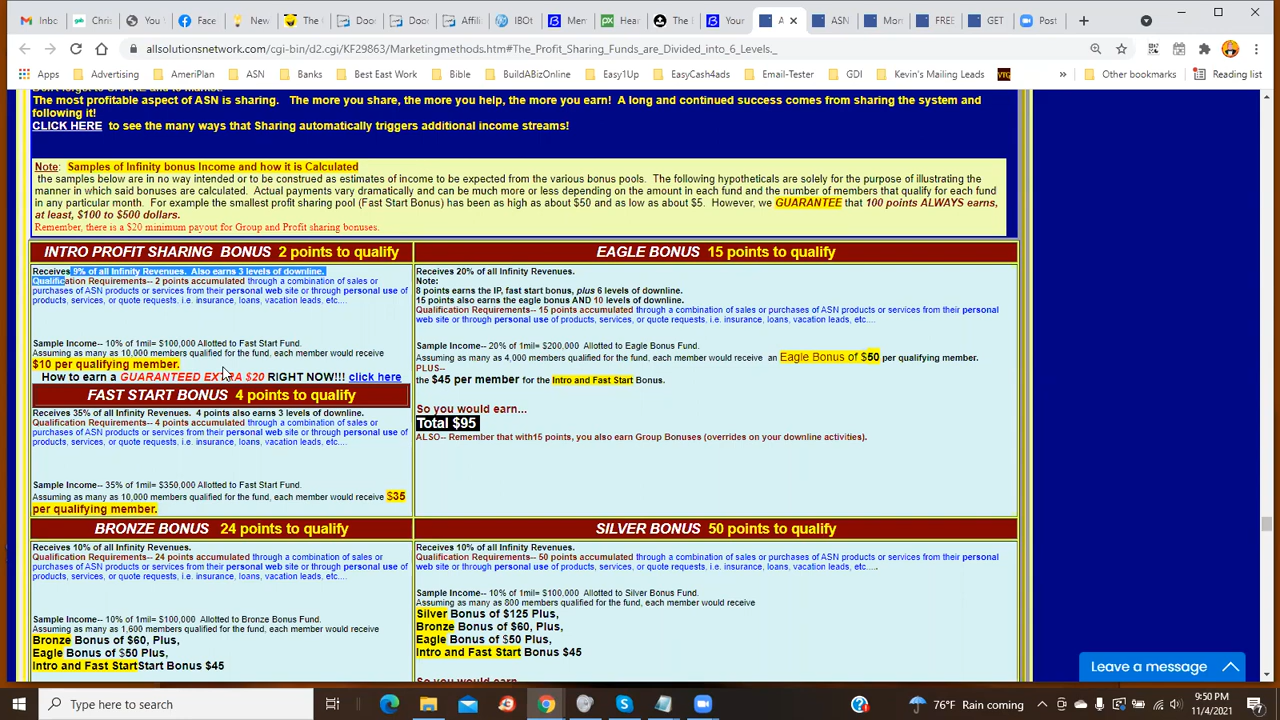 Inbo
Chris
You
Face
New
The
Door
Door
Affili
iBOt
Men
Head
The I
Your
A
ASN
Mor
FREE
GET
Post
allsolutionsnetwork.com/cgi-bin/d2.cgi/KF29863/Marketingmethods.htm#The_Profit_Sharing_Funds_are_Divided_into_6_Levels._
Apps
Advertising
AmeriPlan
ASN
Banks
Best East Work
Bible
BuildABizOnline
Easy1Up
EasyCash4ads
Email-Tester
GDI
Kevin's Mailing Leads
»
Other bookmarks
Reading list
The most profitable aspect of ASN is sharing. The more you share, the more you help, the more you earn! A long and continued success comes from sharing the system and
following it!
CLICK HERE to see the many ways that Sharing automatically triggers additional income streams!
Note: Samples of Infinity bonus Income and how it is Calculated
the samples below are in no way intended or to be construed as estimates of income to be expected from the various bonus pools. The following hypotheticals are solely for the purpose of illustrating the
manner in which said bonuses are calculated. Actual payments vary dramatically and can be much more or less depending on the amount in each fund and the number of members that qualify for each fund
in any particular month. For example the smallest profit sharing pool (Fast Start Bonus) has been as high as about $50 and as low as about $5. However, we GUARANTEE that 100 points ALWAYS earns,
at least, $100 to $500 dollars.
Remember, there is a $20 minimum payout for Group and Profit sharing bonuses.
INTRO PROFIT SHARING BONUS 2 points to qualify
Receives 9% of all Infinity Revenues. Also earns 3 levels of downline.
Qualification Requirements-- 2 points accumulated through a combination of sales or
purchases of ASN products or services from their personal web site or through personal use of
products, services, or quote requests, i.e. insurance, loans, vacation leads, etc....
Sample Income-- 10% of 1mil= $100,000 Allotted to Fast Start Fund.
Assuming as many as 10,000 members qualified for the fund, each member would receive
$10 per qualifying member.
How to earn a GUARANTEED EXTRA $20 RIGHT NOW!!! click here
FAST START BONUS 4 points to qualify
Receives 35% of all Infinity Revenues. 4 points also earns 3 levels of downline.
Qualification Requirements-- 4 points accumulated through a combination of sales or
purchases of ASN products or services from their personal web site or through personal use of
products, services, or quote requests, i.e. insurance, loans, vacation leads, etc....
Sample Income-- 35% of 1mil= $350,000 Allotted to Fast Start Fund.
Assuming as many as 10,000 members qualified for the fund, each member would receive $35
per qualifying member.
EAGLE BONUS 15 points to qualify
Receives 20% of all Infinity Revenues.
Note:
8 points earns the IP, fast start bonus, plus 6 levels of downline.
15 points also earns the eagle bonus AND 10 levels of downline.
Qualification Requirements-- 15 points accumulated through a combination of sales or purchases of ASN products or services from their personal
web site or through personal use of products, services, or quote requests. i.e. insurance, loans, vacation leads, etc....
Sample Income-- 20% of 1mil= $200,000 Allotted to Eagle Bonus Fund.
Assuming as many as 4,000 members qualified for the fund, each member would receive an Eagle Bonus of $50 per qualifying member.
PLUS--
the $45 per member for the Intro and Fast Start Bonus.
So you would earn...
Total $95
ALSO-- Remember that with15 points, you also earn Group Bonuses (overrides on your downline activities).
BRONZE BONUS 24 points to qualify
Receives 10% of all Infinity Revenues.
Qualification Requirements-- 24 points accumulated through a combination of sales or
purchases of ASN products or services from their personal web site or through personal use of
products, services, or quote requests, i.e. insurance, loans, vacation leads, etc....
Sample Income-- 10% of 1mil= $100,000 Allotted to Bronze Bonus Fund.
Assuming as many as 1,600 members qualified for the fund, each member would receive
Bronze Bonus of $60, Plus,
Eagle Bonus of $50 Plus,
Intro and Fast StartStart Bonus $45
SILVER BONUS 50 points to qualify
Receives 10% of all Infinity Revenues.
Qualification Requirements-- 50 points accumulated through a combination of sales or purchases of ASN products or services from their personal
web site or through personal use of products, services, or quote requests, i.e. insurance, loans, vacation leads, etc....
Sample Income-- 10% of 1mil= $100,000 Allotted to Silver Bonus Fund.
Assuming as many as 800 members qualified for the fund, each member would receive
Silver Bonus of $125 Plus,
Bronze Bonus of $60, Plus,
Eagle Bonus of $50 Plus,
Intro and Fast Start Bonus $45
So you would earn
Leave a message
Type here to search
76°F Raining coming
9:50 PM
11/4/2021